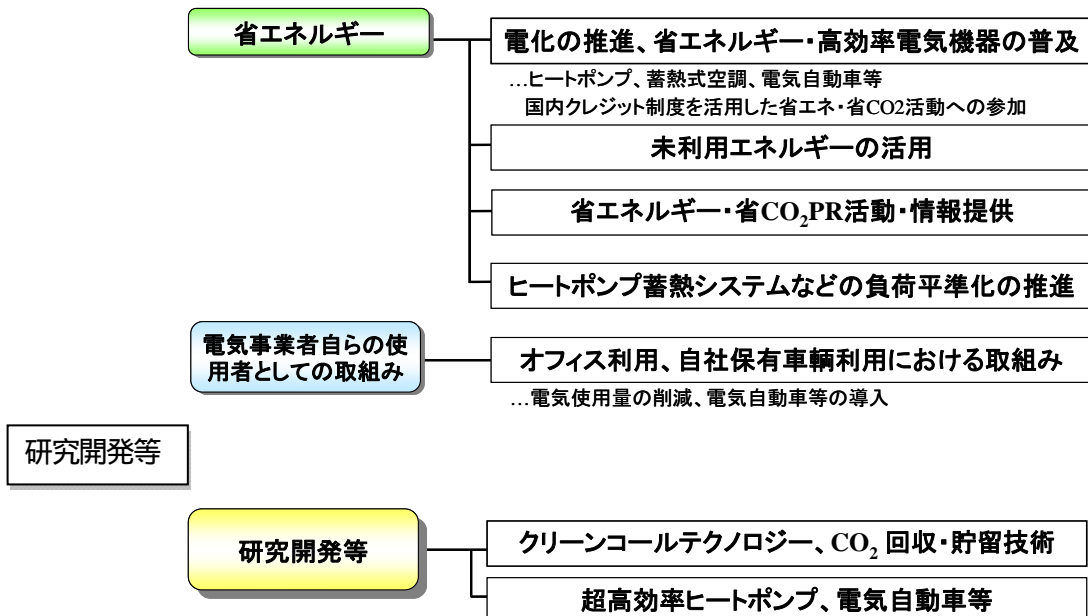 省エネルギー
電化の推進、省エネルギー・高効率電気機器の普及
…ヒートポンプ、蓄熱式空調、電気自動車等
国内クレジット制度を活用した省エネ・省CO2活動への参加
未利用エネルギーの活用
省エネルギー・省CO₂PR活動・情報提供
ヒートポンプ蓄熱システムなどの負荷平準化の推進
電気事業者自らの使
用者としての取組み
オフィス利用、自社保有車輌利用における取組み
…電気使用量の削減、電気自動車等の導入
研究開発等
研究開発等
クリーンコールテクノロジー、CO₂ 回収・貯留技術
超高効率ヒートポンプ、電気自動車等